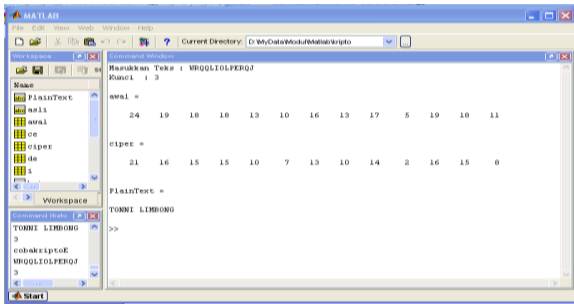 MATLAB
File Edit View Web Window Help
Current Directory: D:\MyData\Modul\Matlab\kripto
Workspace
Name
PlainText
asli
awal
ce
ciper
de
i
Workspace
TONNI LIMBONG
3
cobakriptoE
WRQQLIOLPERQJ
3
Start
Command Window
Masukkan Teks : WRQQLIOLPERQJ
Kunci : 3
awal =
24 19 18 18 13 10 16 13 17 5 19 18 11
ciper =
21 16 15 15 10 7 13 10 14 2 16 15 8
PlainText =
TONNI LIMBONG
>>